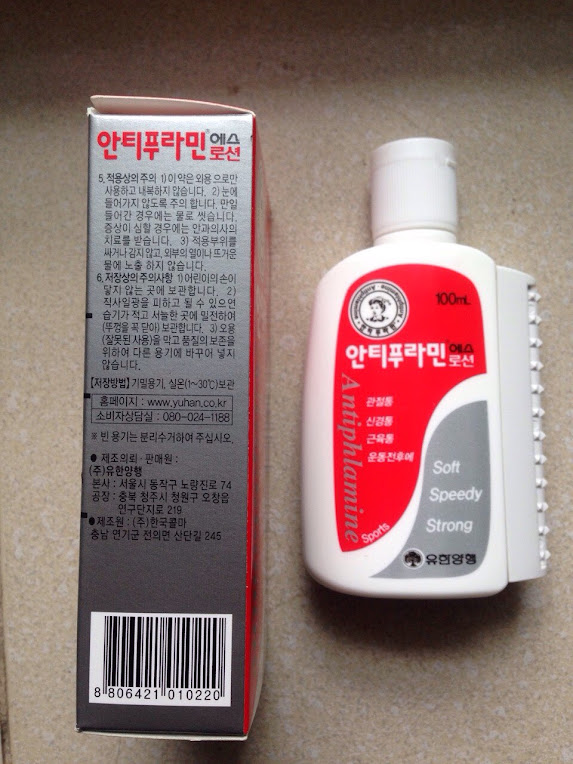 안티푸라민® 에스
로션
5. 적용상의 주의 1) 이 약은 외용 으로만
사용하고 내복하지 않습니다. 2) 눈에
들어가지 않도록 주의 합니다. 만일
들어간 경우에는 물로 씻습니다.
증상이 심할 경우에는 안과의사의
치료를 받습니다. 3) 적용부위를
싸거나 감지 않고, 외부의 열이나 뜨거운
물에 노출 하지 않습니다.
6. 저장상의 주의사항 1) 어린이의 손이
닿지 않는 곳에 보관합니다. 2)
직사일광을 피하고 될 수 있으면
습기가 적고 서늘한 곳에 밀전하여
(뚜껑을 꼭 닫아) 보관합니다. 3) 오용
(잘못된 사용)을 막고 품질의 보존을
위하여 다른 용기에 바꾸어 넣지
않습니다.
【저장방법】 기밀용기, 실온(1~30℃)보관
홈페이지 : www.yuhan.co.kr
소비자상담실 : 080-024-1188
※ 빈 용기는 분리수거하여 주십시오.
● 제조의뢰·판매원 :
(주)유한양행
본사 : 서울시 동작구 노량진로 74
공장 : 충북 청주시 청원구 오창읍
연구단지로 219
●제조원 : (주)한국콜마
충남 연기군 전의면 산단길 245
8 806421 010220
100mL
안티푸라민 에스
로션
Antiphlamine
Sports
관절통
신경통
근육통
운동전후에
Soft
Speedy
Strong
유한양행